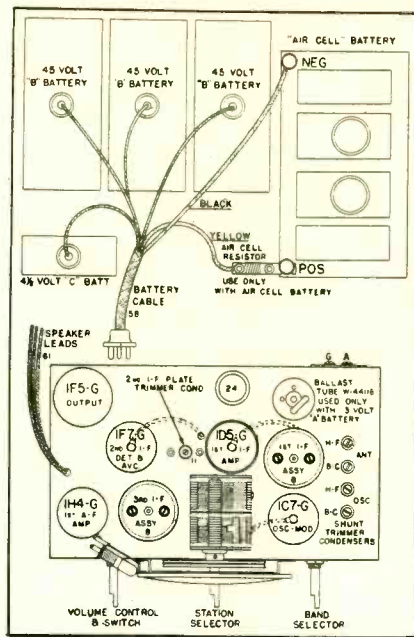 "AIR CELL" BATTERY
45 VOLT
"B" BATTERY
45 VOLT
"B" BATTERY
45 VOLT
"B" BATTERY
NEG
BLACK
YELLOW
AIR CELL
RESISTOR
USE ONLY
WITH AIR CELL BATTERY
POS
4½ VOLT "C" BATT
BATTERY
CABLE
58
SPEAKER
LEADS
61
2ND I-F PLATE
TRIMMER COND
G A
1F5-G
OUTPUT
24
BALLAST
TUBE W-44116
USED ONLY
WITH 3 VOLT
"A" BATTERY
1F7-G
2ND I-F
DET &
AVC
11
1D5-G
1ST I-F
AMP
1ST I-F
ASSY
8
H-F
B-C
ANT
H-F
B-C
OSC
SHUNT
TRIMMER
CONDENSERS
1H4-G
1ST A-F
AMP
3RD I-F
ASSY
8
1C7-G
OSC-MOD
VOLUME CONTROL
& SWITCH
STATION
SELECTOR
BAND
SELECTOR